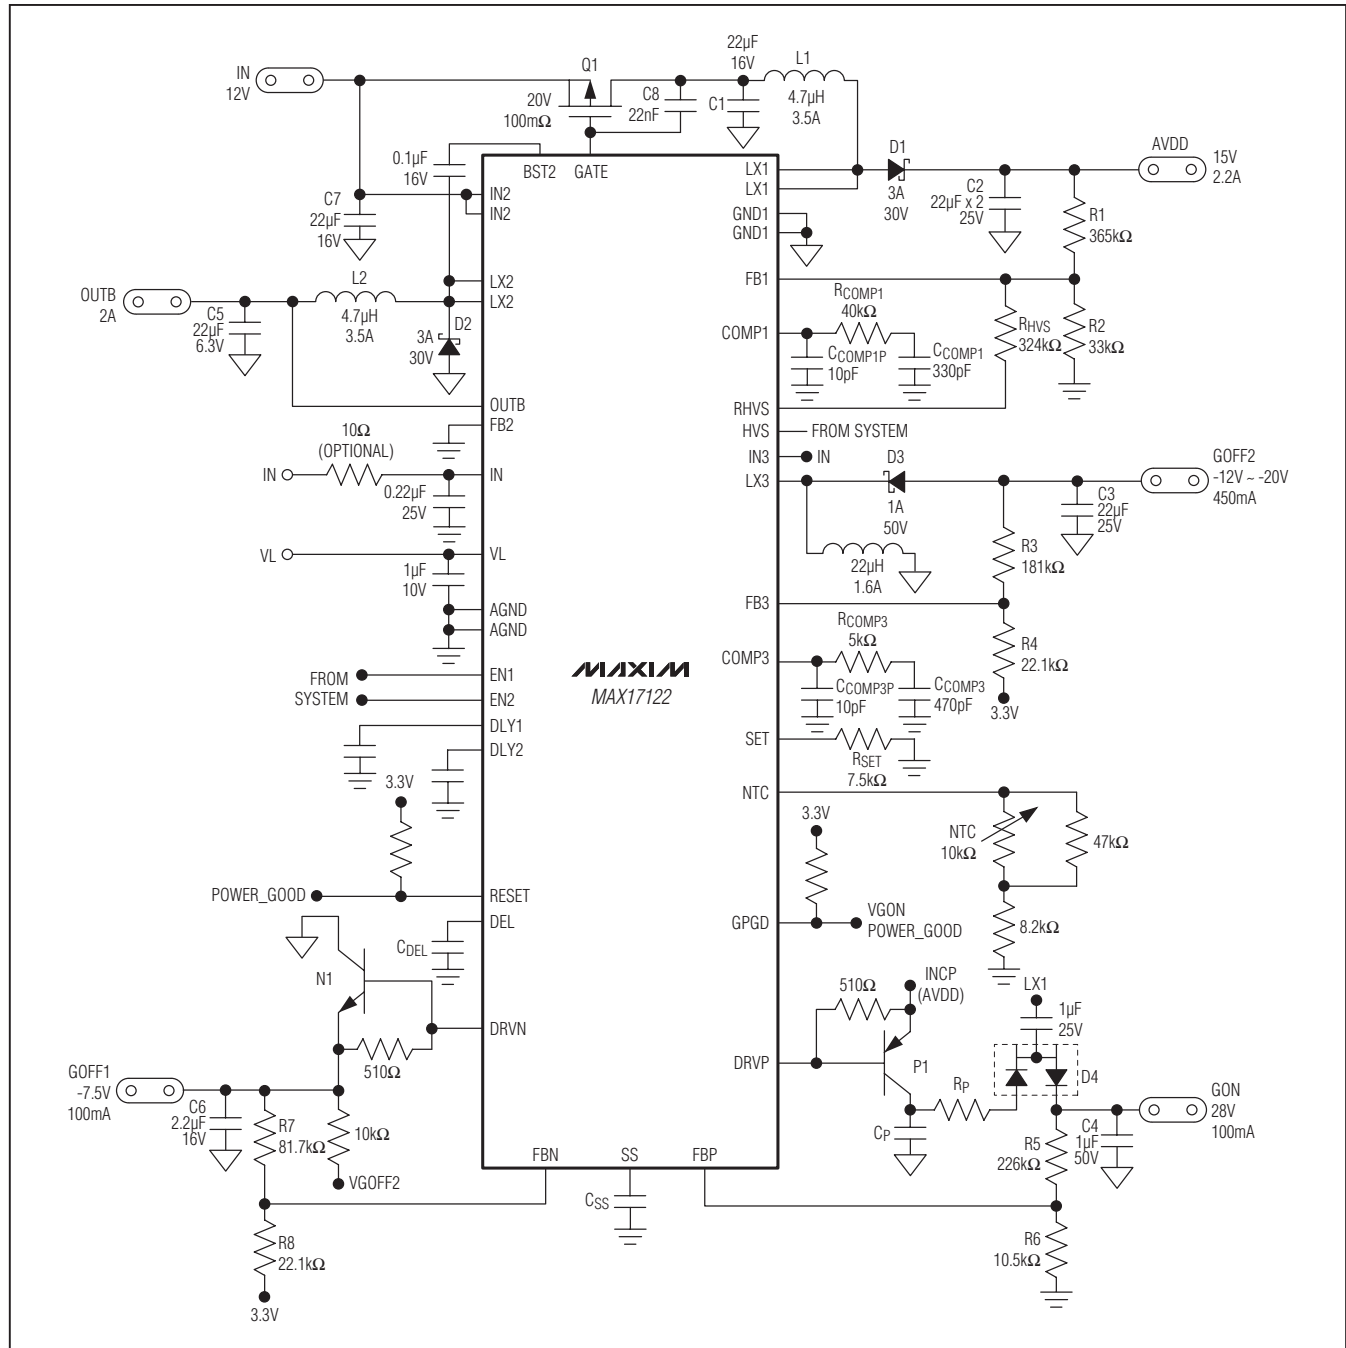 IN
12V
Q1
20V
100mΩ
C8
22nF
22µF
16V
C1
L1
4.7µH
3.5A
0.1µF
16V
BST2
GATE
C7
22µF
16V
IN2
IN2
LX1
LX1
GND1
GND1
D1
3A
30V
C2
22µF x 2
25V
AVDD
15V
2.2A
R1
365kΩ
OUTB
2A
C5
22µF
6.3V
L2
4.7µH
3.5A
LX2
LX2
D2
3A
30V
FB1
COMP1
RCOMP1
40kΩ
CCOMP1P
10pF
CCOMP1
330pF
RHVS
324kΩ
R2
33kΩ
OUTB
FB2
RHVS
HVS
FROM SYSTEM
IN3
IN
LX3
D3
1A
50V
GOFF2
-12V ~ -20V
450mA
C3
22µF
25V
10Ω
(OPTIONAL)
IN
IN
0.22µF
25V
22µH
1.6A
R3
181kΩ
VL
VL
1µF
10V
AGND
AGND
FB3
COMP3
RCOMP3
5kΩ
CCOMP3P
10pF
CCOMP3
470pF
R4
22.1kΩ
3.3V
MAXIM
MAX17122
FROM
SYSTEM
EN1
EN2
DLY1
DLY2
SET
RSET
7.5kΩ
NTC
NTC
10kΩ
47kΩ
8.2kΩ
3.3V
POWER_GOOD
RESET
DEL
CDEL
3.3V
GPGD
VGON
POWER_GOOD
N1
DRVN
510Ω
510Ω
INCP
(AVDD)
DRVP
P1
RP
CP
LX1
1µF
25V
D4
GON
28V
100mA
C4
1µF
50V
R5
226kΩ
R6
10.5kΩ
GOFF1
-7.5V
100mA
C6
2.2µF
16V
R7
81.7kΩ
10kΩ
VGOFF2
R8
22.1kΩ
3.3V
FBN
SS
FBP
CSS